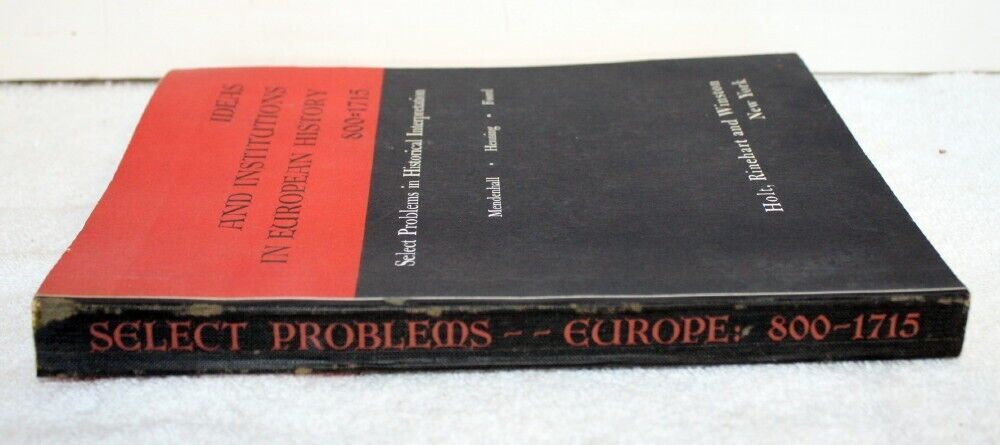 IDEAS
AND INSTITUTIONS
IN EUROPEAN HISTORY
800-1715
Select Problems in Historical Interpretation
Mendenhall · Henning · Foord
Holt, Rinehart and Winston
New York
SELECT PROBLEMS -- EUROPE: 800-1715